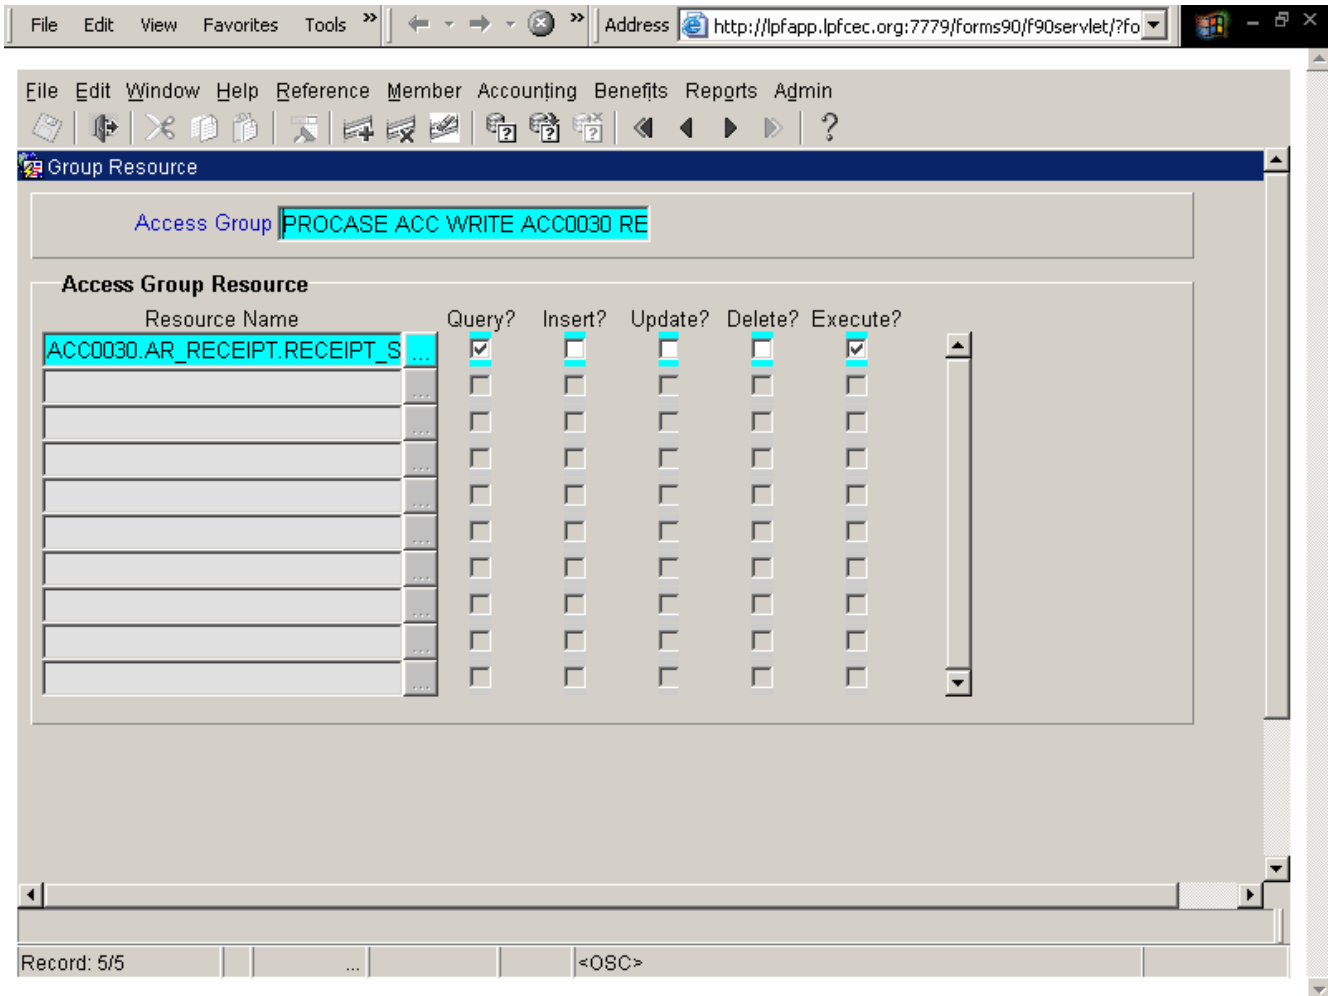 File Edit View Favorites Tools » » Address http://lpfapp.lpfcec.org:7779/forms90/f90servlet/?fo
File Edit Window Help Reference Member Accounting Benefits Reports Admin
Group Resource
Access Group PROCASE ACC WRITE ACC0030 RE
Access Group Resource
Resource Name Query? Insert? Update? Delete? Execute?
ACC0030.AR_RECEIPT.RECEIPT_S ...
...
...
...
...
...
...
...
...
...
Record: 5/5 ... <OSC>